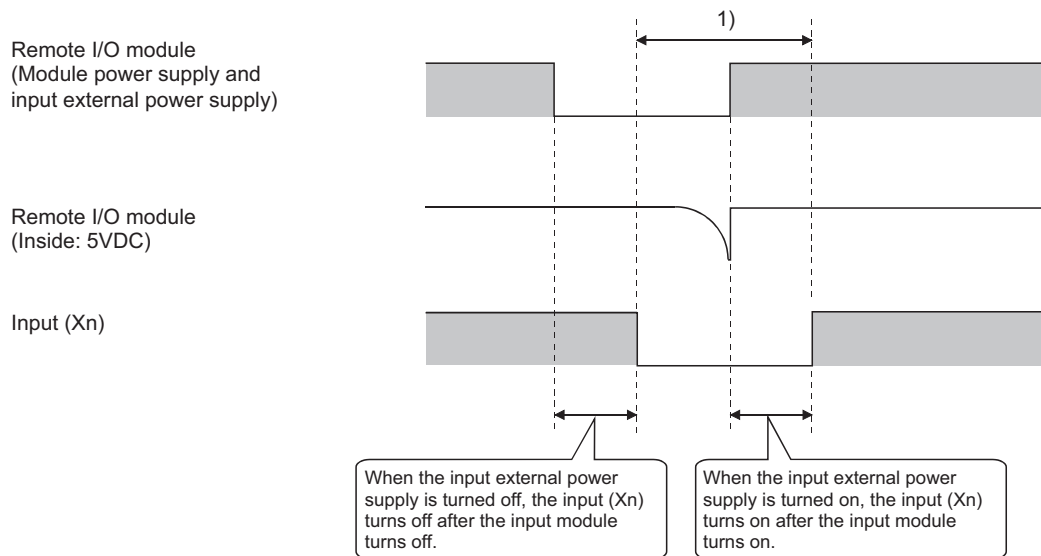 1)
Remote I/O module
(Module power supply and
input external power supply)
Remote I/O module
(Inside: 5VDC)
Input (Xn)
When the input external power
supply is turned off, the input (Xn)
turns off after the input module
turns off.
When the input external power
supply is turned on, the input (Xn)
turns on after the input module
turns on.